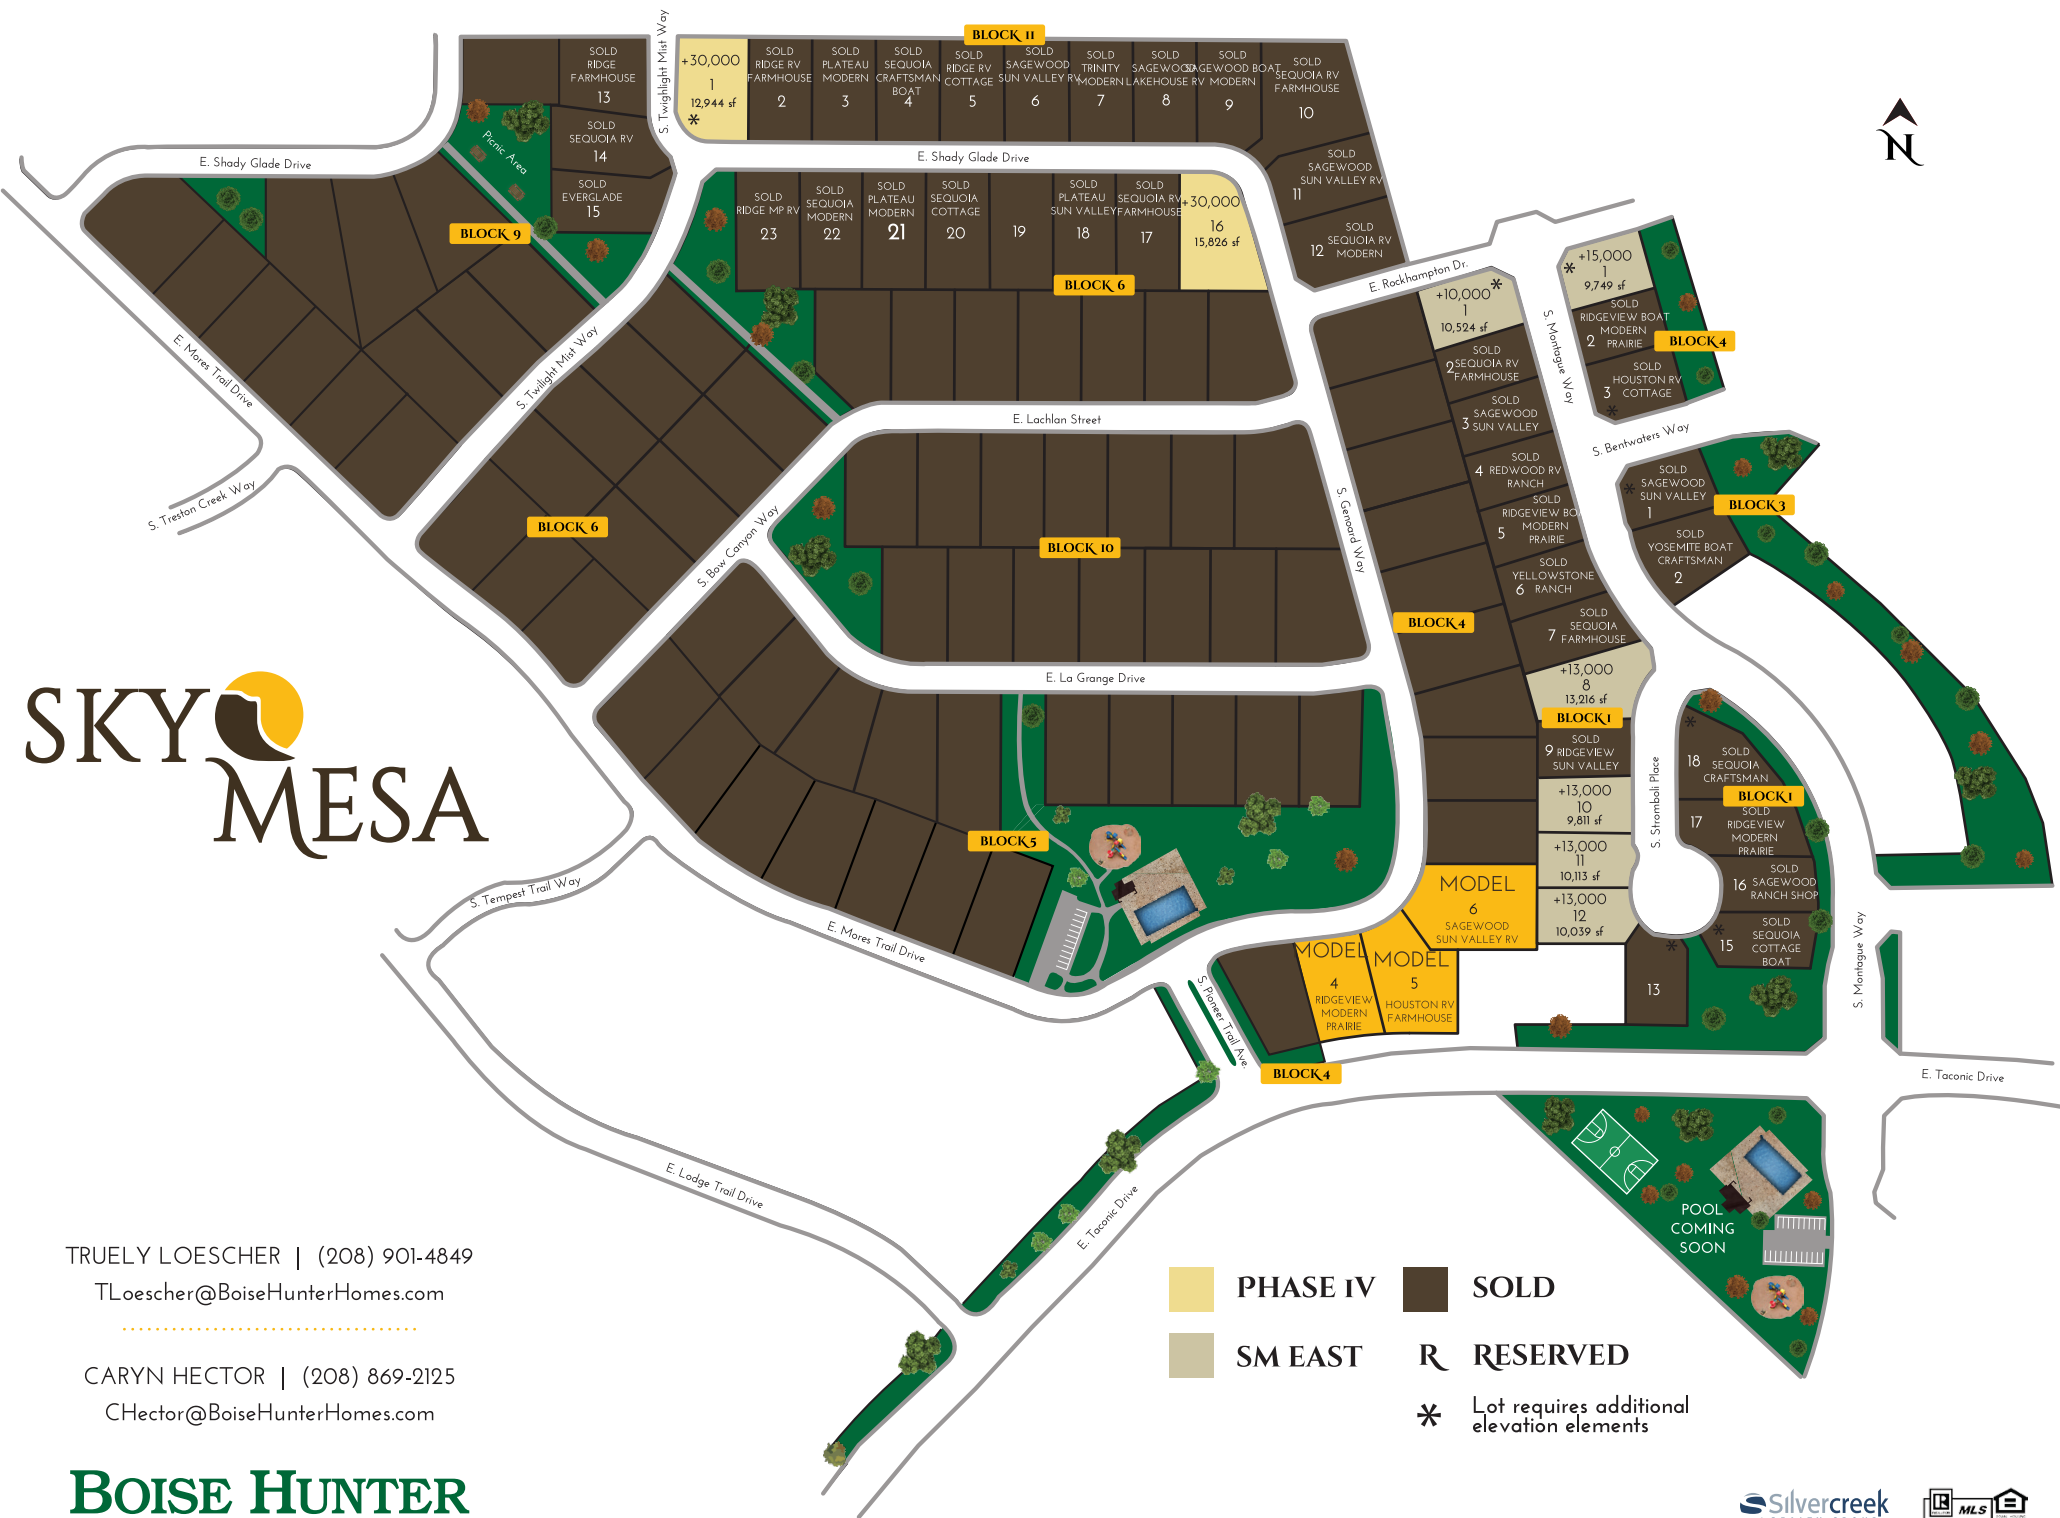 BLOCK 11
S. Twighlight Mist Way
SOLD
RIDGE
FARMHOUSE
13
+30,000
1
12,944 sf
*
SOLD
RIDGE RV
FARMHOUSE
2
SOLD
PLATEAU
MODERN
3
SOLD
SEQUOIA
CRAFTSMAN
BOAT
4
SOLD
RIDGE RV
COTTAGE
5
SOLD
SAGEWOOD
SUN VALLEY RV
6
SOLD
TRINITY
MODERN
7
SOLD
SAGEWOOD
LAKEHOUSE RV
8
SOLD
SAGEWOOD BOAT
MODERN
9
SOLD
SEQUOIA RV
FARMHOUSE
10
SOLD
SAGEWOOD
SUN VALLEY RV
11
SOLD
SEQUOIA RV
MODERN
12
N
SOLD
SEQUOIA RV
14
SOLD
EVERGLADE
15
Picnic Area
E. Shady Glade Drive
E. Shady Glade Drive
BLOCK 9
SOLD
RIDGE MP RV
23
SOLD
SEQUOIA
MODERN
22
SOLD
PLATEAU
MODERN
21
SOLD
SEQUOIA
COTTAGE
20
19
SOLD
PLATEAU
SUN VALLEY
18
SOLD
SEQUOIA RV
FARMHOUSE
17
+30,000
16
15,826 sf
BLOCK 6
E. Rockhampton Dr.
+15,000
* 1
9,749 sf
SOLD
RIDGEVIEW BOAT
MODERN
2 PRAIRIE
BLOCK 4
SOLD
HOUSTON RV
3 COTTAGE
*
+10,000 *
1
10,524 sf
SOLD
2 SEQUOIA RV
FARMHOUSE
SOLD
SAGEWOOD
3 SUN VALLEY
SOLD
4 REDWOOD RV
RANCH
SOLD
RIDGEVIEW BO
MODERN
5 PRAIRIE
SOLD
YELLOWSTONE
6 RANCH
SOLD
SEQUOIA
7 FARMHOUSE
+13,000
8
13,216 sf
BLOCK 1
SOLD
9 RIDGEVIEW
SUN VALLEY
+13,000
10
9,811 sf
+13,000
11
10,113 sf
+13,000
12
10,039 sf
S. Montague Way
S. Bentwaters Way
SOLD
SAGEWOOD
* SUN VALLEY
1
BLOCK 3
SOLD
YOSEMITE BOAT
CRAFTSMAN
2
E. Mores Trail Drive
S. Twilight Mist Way
S. Treston Creek Way
BLOCK 6
E. Lachlan Street
S. Bow Canyon Way
BLOCK 10
S. Genoard Way
BLOCK 4
E. La Grange Drive
SKY
MESA
BLOCK 5
S. Tempest Trail Way
E. Mores Trail Drive
S. Stromboli Place
*
SOLD
18 SEQUOIA
CRAFTSMAN
BLOCK 1
SOLD
17 RIDGEVIEW
MODERN
PRAIRIE
SOLD
16 SAGEWOOD
RANCH SHOP
*
SOLD
SEQUOIA
15 COTTAGE
BOAT
*
13
MODEL
6
SAGEWOOD
SUN VALLEY RV
MODEL
4
RIDGEVIEW
MODERN
PRAIRIE
MODEL
5
HOUSTON RV
FARMHOUSE
S. Pioneer Trail Ave.
BLOCK 4
S. Montague Way
E. Taconic Drive
E. Lodge Trail Drive
E. Taconic Drive
POOL
COMING
SOON
TRUELY LOESCHER | (208) 901-4849
TLoescher@BoiseHunterHomes.com
CARYN HECTOR | (208) 869-2125
CHector@BoiseHunterHomes.com
BOISE HUNTER
PHASE IV
SOLD
SM EAST
R RESERVED
* Lot requires additional
elevation elements
Silvercreek
R
MLS